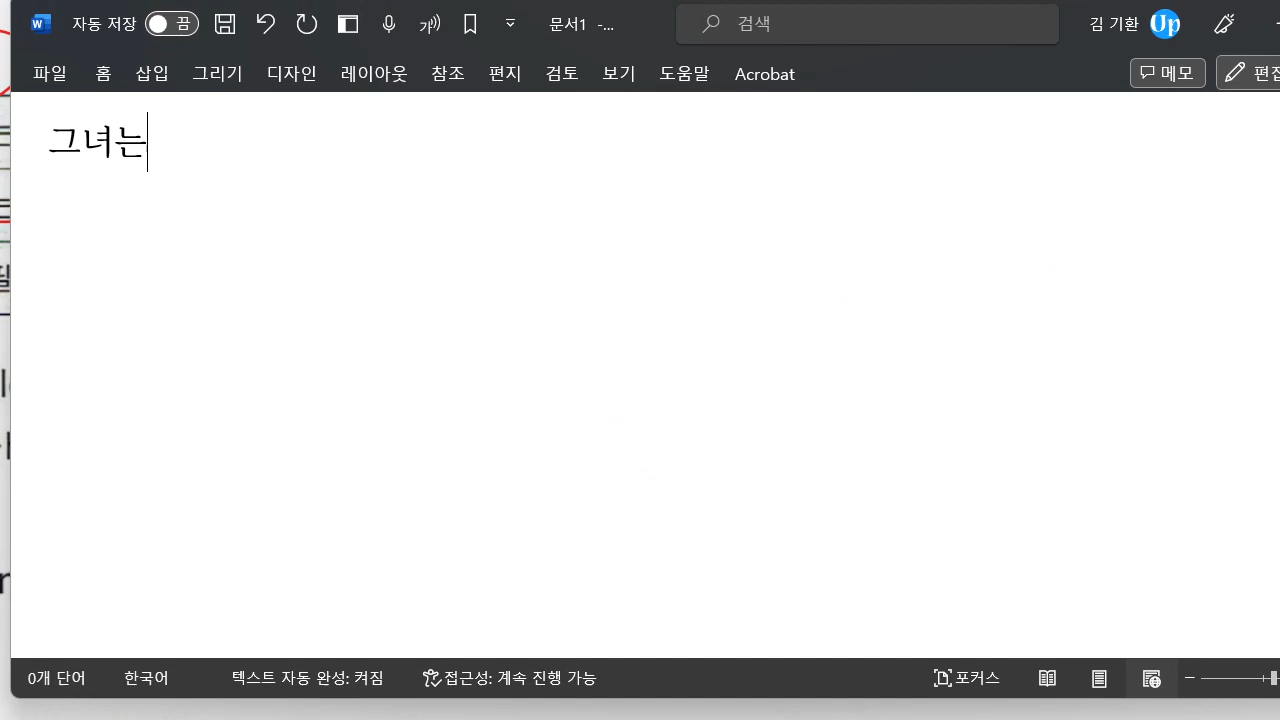 자동 저장 끔 문서1 -... 검색 김 기환 Up
파일 홈 삽입 그리기 디자인 레이아웃 참조 편지 검토 보기 도움말 Acrobat 메모 편집
그녀는
0개 단어 한국어 텍스트 자동 완성: 켜짐 접근성: 계속 진행 가능 포커스